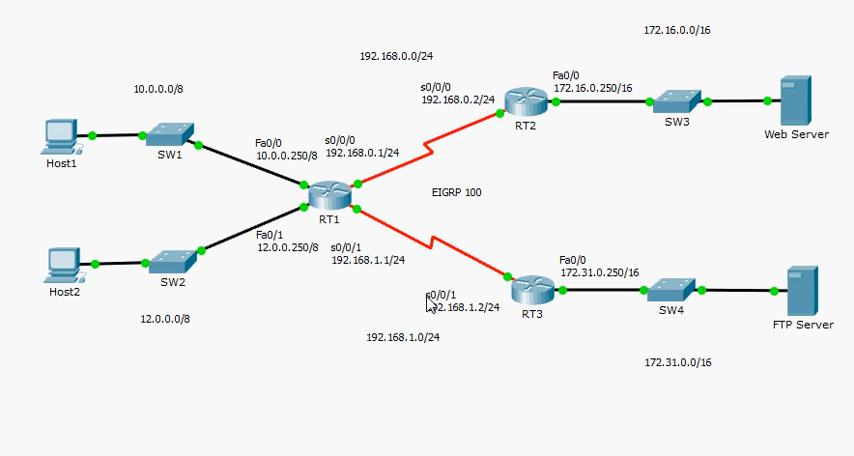 172.16.0.0/16
192.168.0.0/24
Fa0/0
172.16.0.250/16
s0/0/0
192.168.0.2/24
10.0.0.0/8
RT2
SW3
Web Server
Host1
SW1
Fa0/0
10.0.0.250/8
s0/0/0
192.168.0.1/24
EIGRP 100
RT1
Fa0/1
12.0.0.250/8
s0/0/1
192.168.1.1/24
Host2
SW2
12.0.0.0/8
Fa0/0
172.31.0.250/16
s0/0/1
192.168.1.2/24
RT3
SW4
FTP Server
192.168.1.0/24
172.31.0.0/16